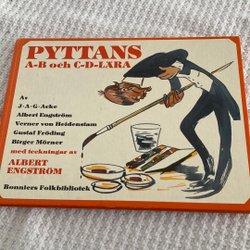 PYTTANS
A-B och C-D-LÄRA
Av
J-A-G-Acke
Albert Engström
Verner von Heidenstam
Gustaf Fröding
Birger Mörner
med teckningar av
ALBERT
ENGSTRÖM
Bonniers Folkbibliotek